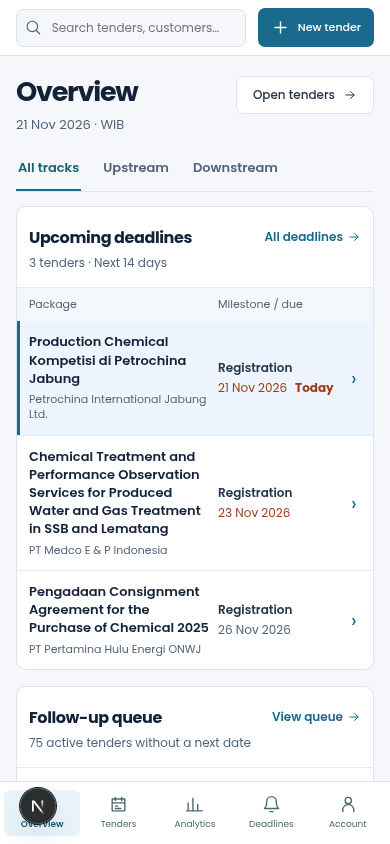 Search tenders, customers...
New tender
Overview
Open tenders →
21 Nov 2026 · WIB
All tracks Upstream Downstream
Upcoming deadlines
All deadlines →
3 tenders · Next 14 days
Package Milestone / due
Production Chemical
Kompetisi di Petrochina
Jabung
Petrochina International Jabung
Ltd.
Registration
21 Nov 2026 Today
Chemical Treatment and
Performance Observation
Services for Produced
Water and Gas Treatment
in SSB and Lematang
PT Medco E & P Indonesia
Registration
23 Nov 2026
Pengadaan Consignment
Agreement for the
Purchase of Chemical 2025
PT Pertamina Hulu Energi ONWJ
Registration
26 Nov 2026
Follow-up queue
View queue →
75 active tenders without a next date
N
Overview Tenders Analytics Deadlines Account